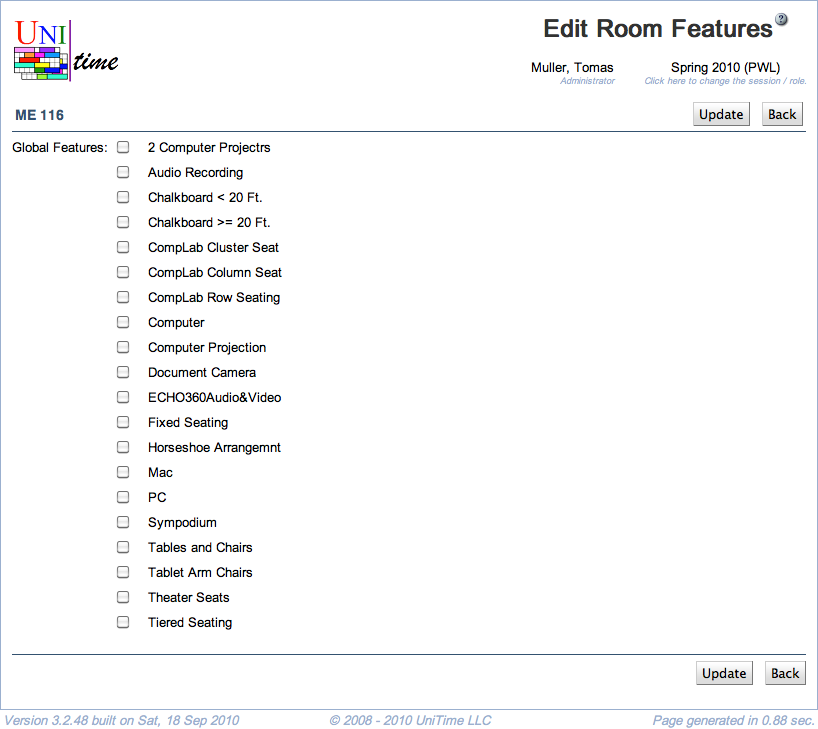 UNI time
Edit Room Features ?
Muller, Tomas Spring 2010 (PWL)
Administrator Click here to change the session / role.
ME 116 Update Back
Global Features: 2 Computer Projectrs
Audio Recording
Chalkboard < 20 Ft.
Chalkboard >= 20 Ft.
CompLab Cluster Seat
CompLab Column Seat
CompLab Row Seating
Computer
Computer Projection
Document Camera
ECHO360Audio&Video
Fixed Seating
Horseshoe Arrangemnt
Mac
PC
Sympodium
Tables and Chairs
Tablet Arm Chairs
Theater Seats
Tiered Seating
Update Back
Version 3.2.48 built on Sat, 18 Sep 2010 © 2008 - 2010 UniTime LLC Page generated in 0.88 sec.